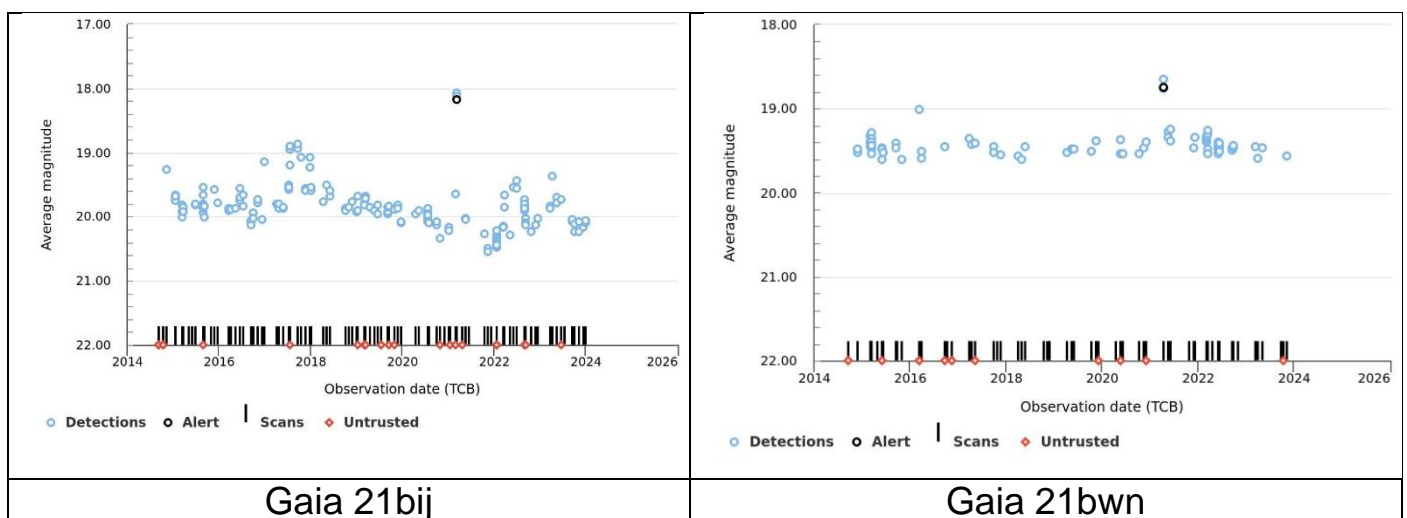 17.00
18.00
19.00
20.00
21.00
22.00
2014 2016 2018 2020 2022 2024 2026
Average magnitude
Observation date (TCB)
Detections Alert Scans Untrusted
Gaia 21bij
18.00
19.00
20.00
21.00
22.00
2014 2016 2018 2020 2022 2024 2026
Average magnitude
Observation date (TCB)
Detections Alert Scans Untrusted
Gaia 21bwn